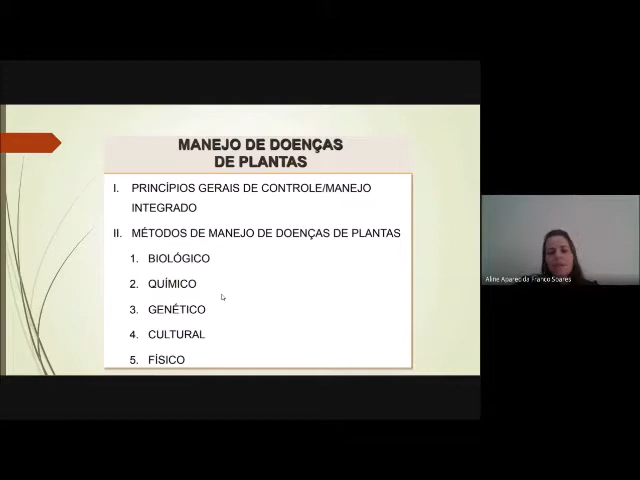 MANEJO DE DOENÇAS
DE PLANTAS
I. PRINCÍPIOS GERAIS DE CONTROLE/MANEJO
INTEGRADO
II. MÉTODOS DE MANEJO DE DOENÇAS DE PLANTAS
1. BIOLÓGICO
2. QUÍMICO
3. GENÉTICO
4. CULTURAL
5. FÍSICO
Aline Aparecida Franco Soares